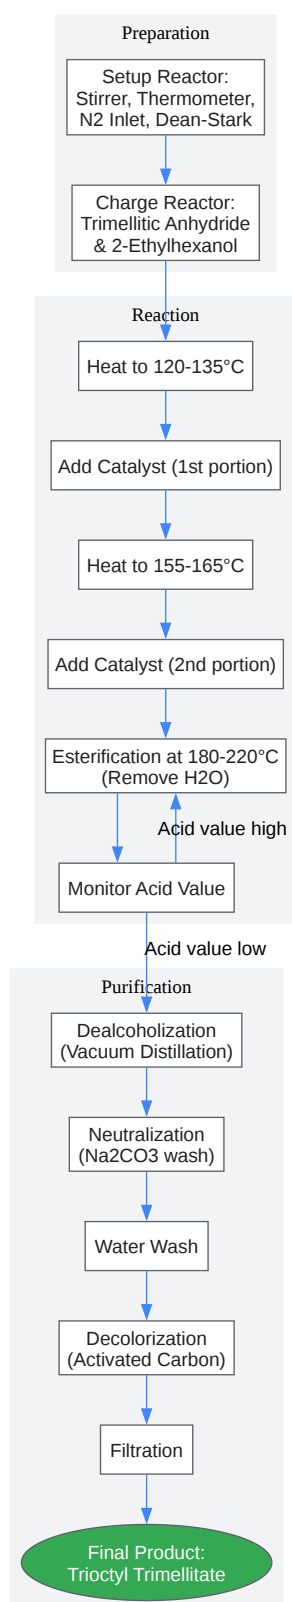 Preparation
Setup Reactor:
Stirrer, Thermometer,
N2 Inlet, Dean-Stark
Charge Reactor:
Trimellitic Anhydride
& 2-Ethylhexanol
Reaction
Heat to 120-135°C
Add Catalyst (1st portion)
Heat to 155-165°C
Add Catalyst (2nd portion)
Esterification at 180-220°C
(Remove H2O)
Acid value high
Monitor Acid Value
Acid value low
Purification
Dealcoholization
(Vacuum Distillation)
Neutralization
(Na2CO3 wash)
Water Wash
Decolorization
(Activated Carbon)
Filtration
Final Product:
Trioctyl Trimellitate